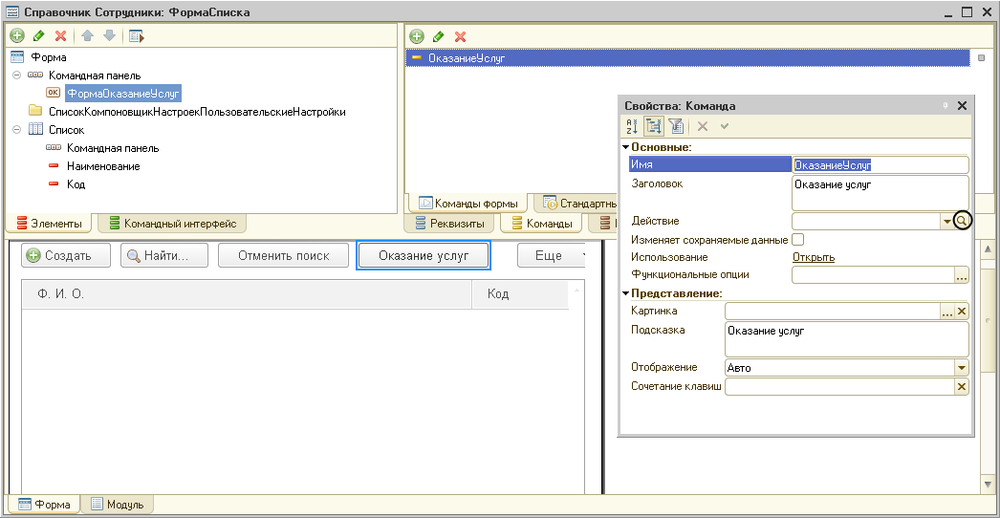 Справочник Сотрудники: ФормаСписка
Форма
Командная панель
OK ФормаОказаниеУслуг
СписокКомпоновщикНастроекПользовательскиеНастройки
Список
Командная панель
Наименование
Код
Элементы
Командный интерфейс
ОказаниеУслуг
Команды формы
Стандартнь
Реквизиты
Команды
Свойства: Команда
Основные:
Имя
ОказаниеУслуг
Заголовок
Оказание услуг
Действие
Изменяет сохраняемые данные
Использование
Открыть
Функциональные опции
...
Представление:
Картинка
...
Подсказка
Оказание услуг
Отображение
Авто
Сочетание клавиш
Создать
Найти...
Отменить поиск
Оказание услуг
Еще
Ф. И. О.
Код
Форма
Модуль